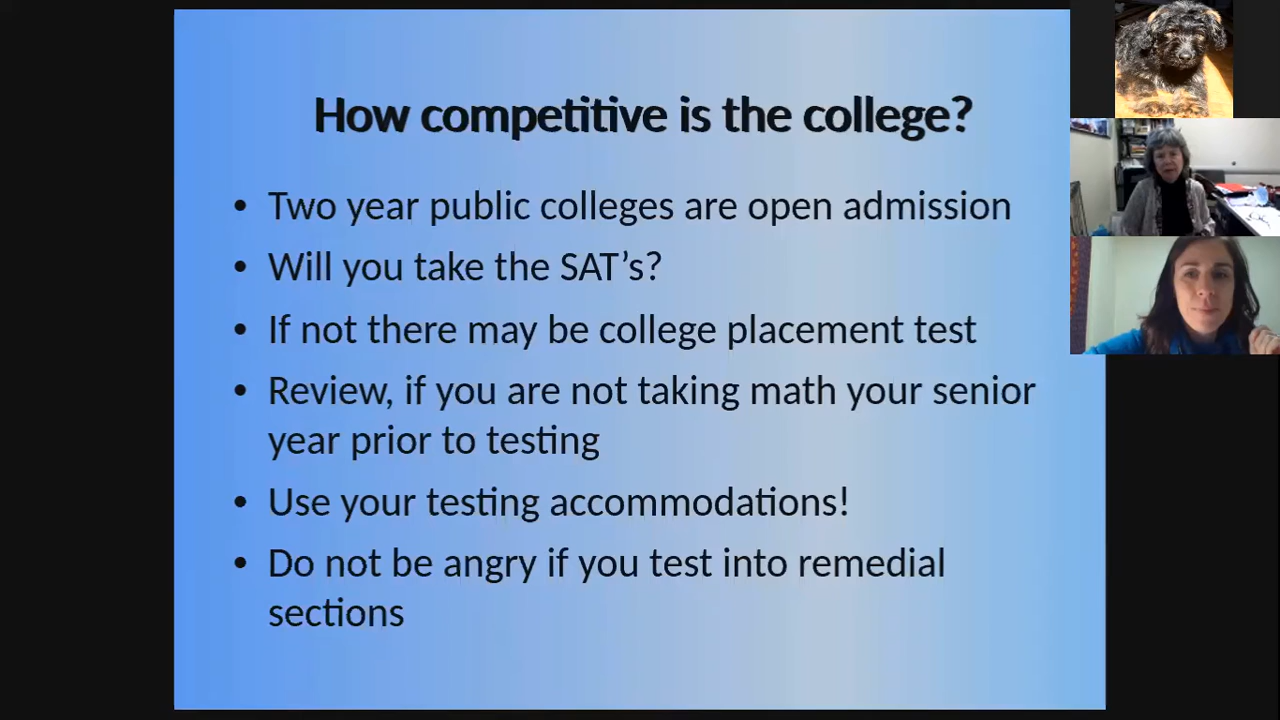 How competitive is the college?
• Two year public colleges are open admission
• Will you take the SAT’s?
• If not there may be college placement test
• Review, if you are not taking math your senior
year prior to testing
• Use your testing accommodations!
• Do not be angry if you test into remedial
sections